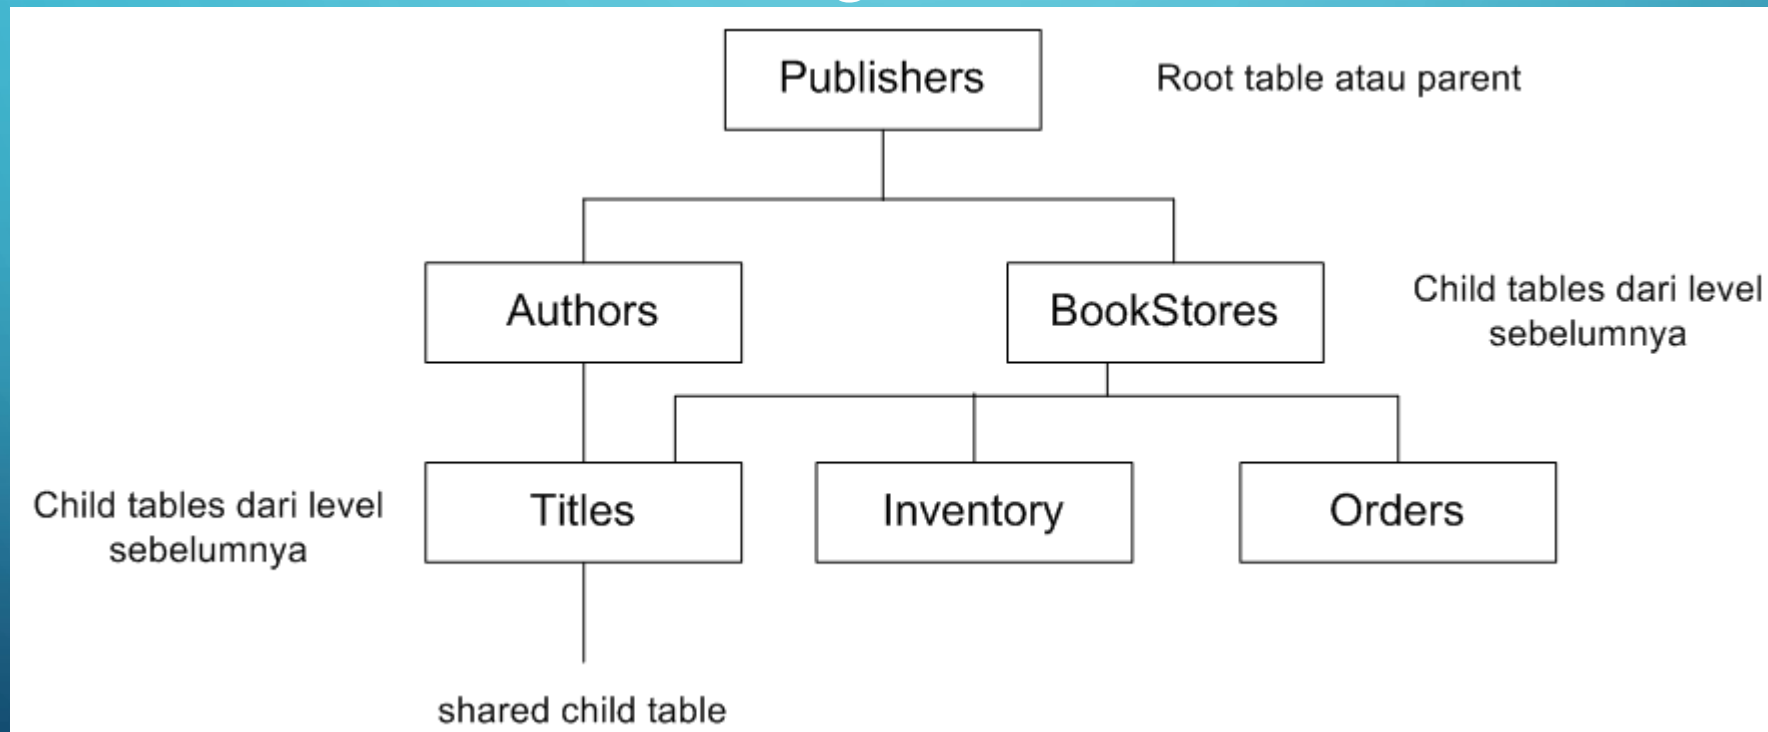 Publishers
Root table atau parent
Authors
BookStores
Child tables dari level
sebelumnya
Child tables dari level
sebelumnya
Titles
Inventory
Orders
shared child table